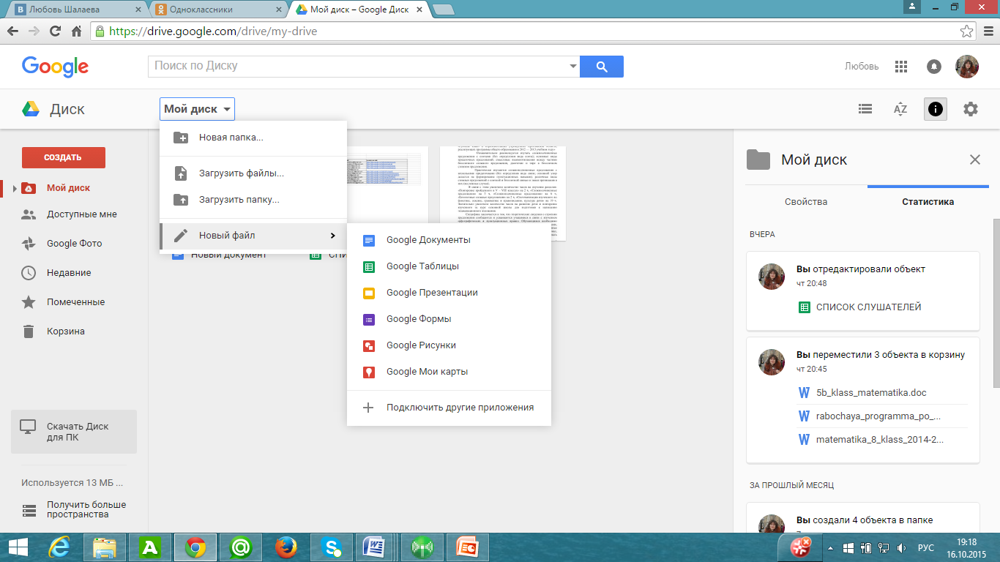 Любовь Шалаева
Одноклассники
Мой диск – Google Диск
https://drive.google.com/drive/my-drive
Google
Поиск по Диску
Любовь
Диск
Мой диск
AZ
СОЗДАТЬ
Мой диск
Доступные мне
Google Фото
Недавние
Помеченные
Корзина
Скачать Диск
для ПК
Используется 13 МБ ...
Получить больше
пространства
Новая папка...
Загрузить файлы...
Загрузить папку...
Новый файл
Новый документ
Google Документы
Google Таблицы
Google Презентации
Google Формы
Google Рисунки
Google Мои карты
Подключить другие приложения
Мой диск
Свойства
Статистика
ВЧЕРА
Вы отредактировали объект
чт 20:48
СПИСОК СЛУШАТЕЛЕЙ
Вы переместили 3 объекта в корзину
чт 20:45
5b_klass_matematika.doc
rabochaya_programma_po_...
matematika_8_klass_2014-2...
ЗА ПРОШЛЫЙ МЕСЯЦ
Вы создали 4 объекта в папке
РУС
19:18
16.10.2015